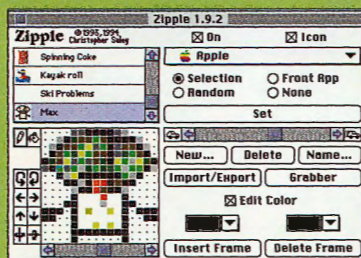 Zipple 1.9.2
Zipple ©1993, 1994, Christopher Suley
On
Icon
Spinning Coke
Kayak roll
Ski Problems
Max
Apple
Selection
Front App
Random
None
Set
New...
Delete
Name...
Import/Export
Grabber
Edit Color
Insert Frame
Delete Frame